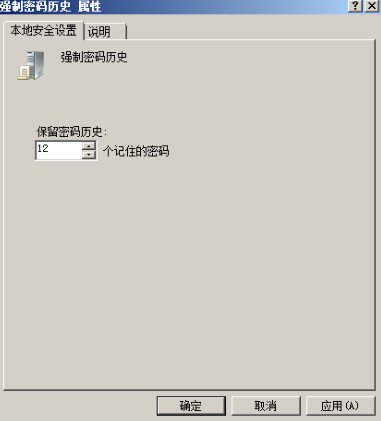 强制密码历史 属性
本地安全设置 说明
强制密码历史
保留密码历史:
12 个记住的密码
确定 取消 应用(A)